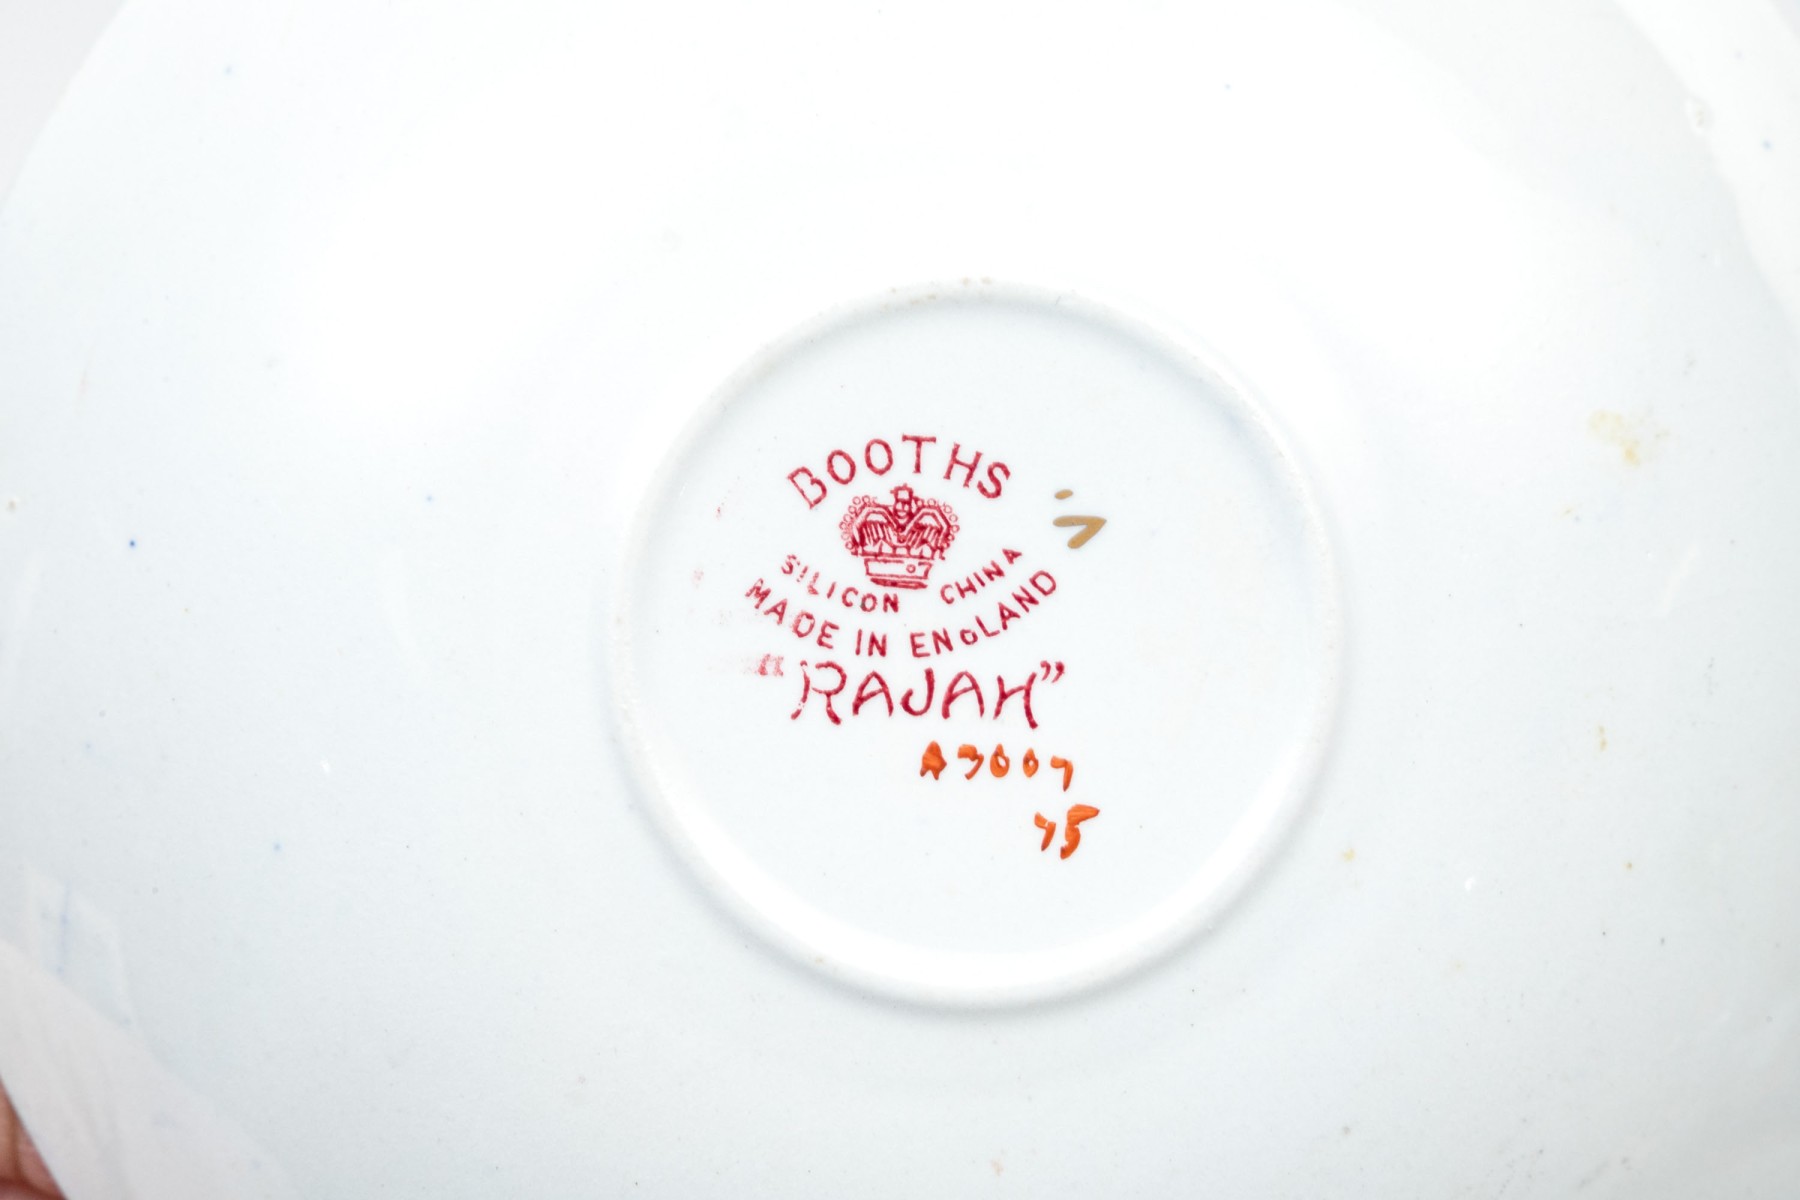 BOOTHS
SILICON CHINA
MADE IN ENGLAND
"RAJAH"
A3007
75